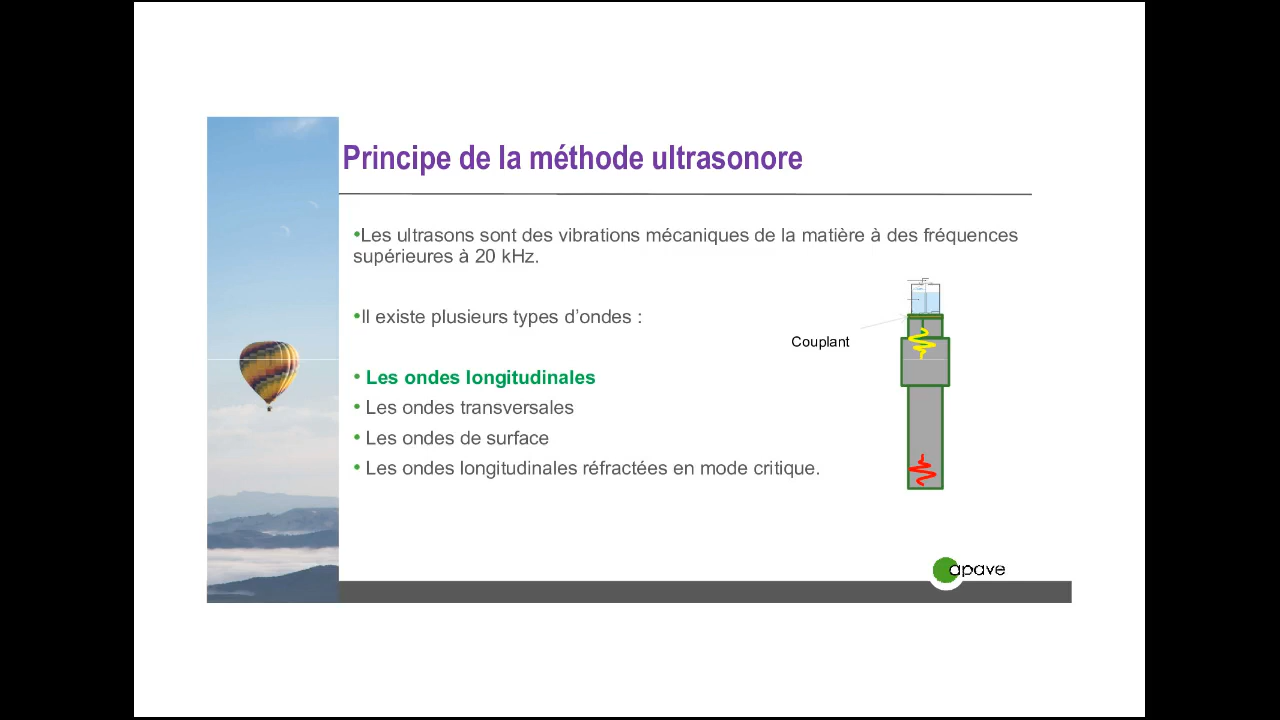 Principe de la méthode ultrasonore
•Les ultrasons sont des vibrations mécaniques de la matière à des fréquences
supérieures à 20 kHz.
•Il existe plusieurs types d’ondes :
Couplant
• Les ondes longitudinales
• Les ondes transversales
• Les ondes de surface
• Les ondes longitudinales réfractées en mode critique.
apave